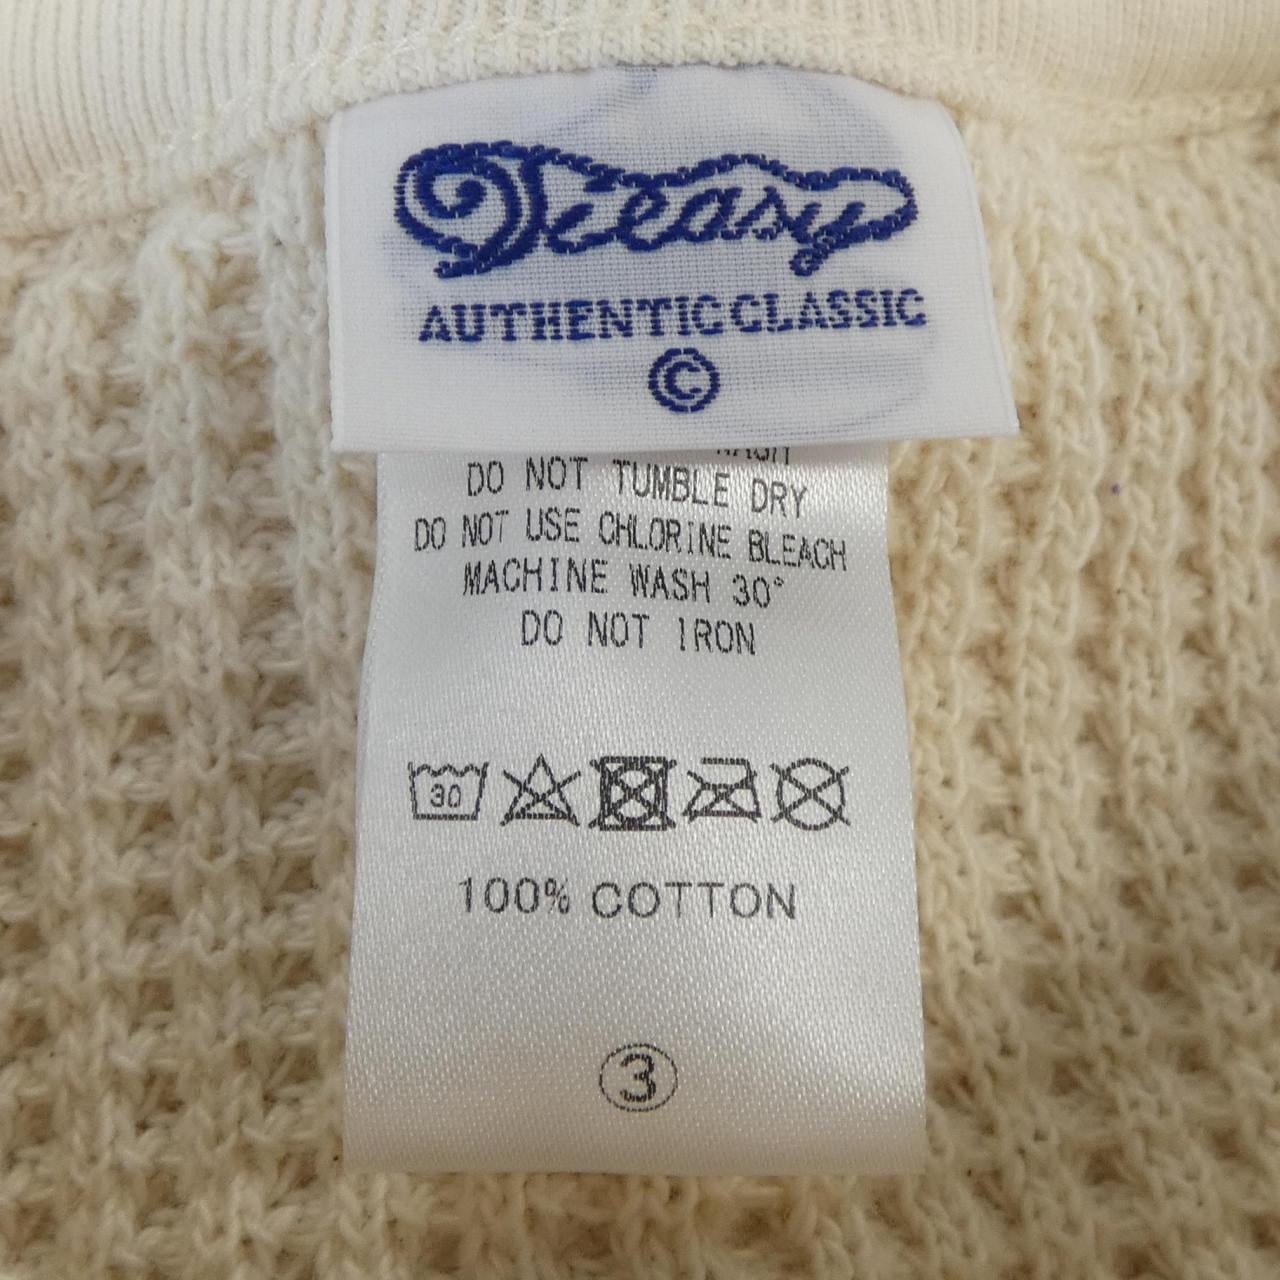 Dieasy
AUTHENTIC CLASSIC
©
WASH
DO NOT TUMBLE DRY
DO NOT USE CHLORINE BLEACH
MACHINE WASH 30°
DO NOT IRON
30
100% COTTON
③